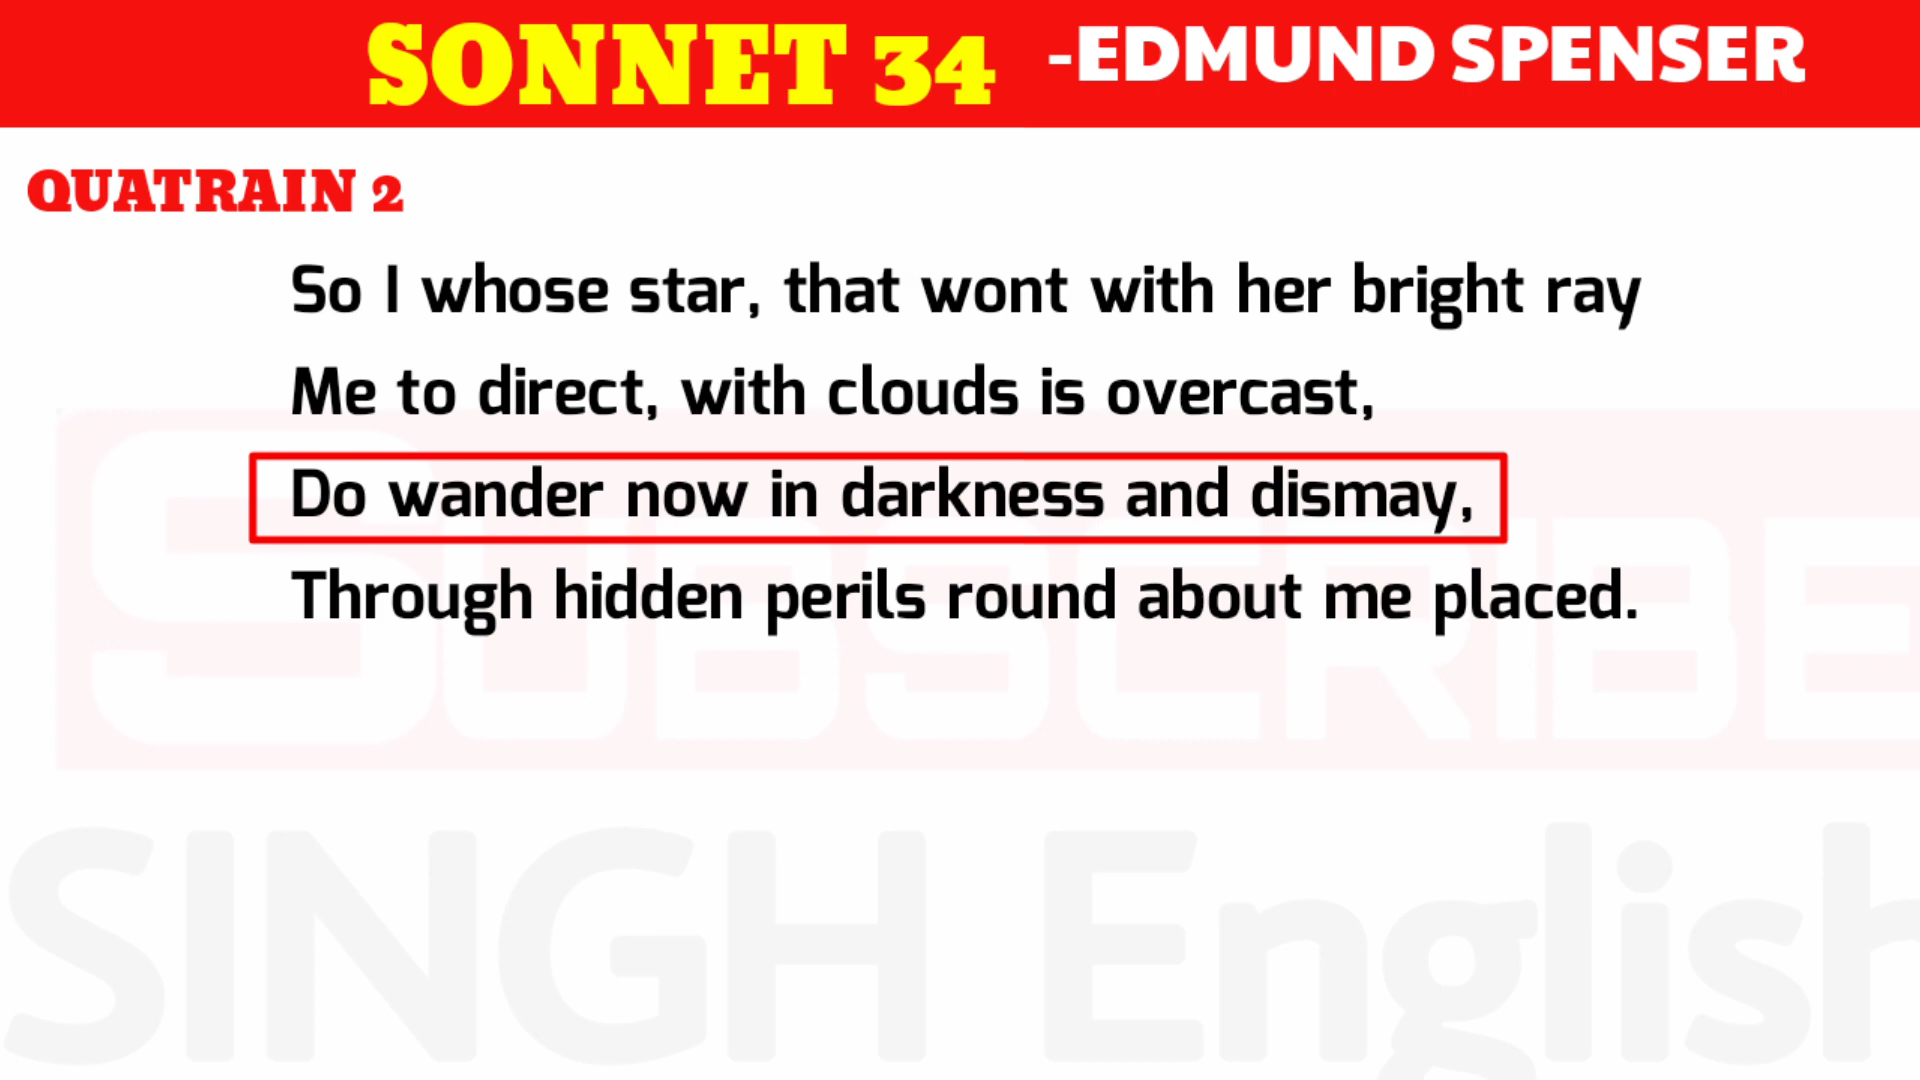 SONNET 34 -EDMUND SPENSER
QUATRAIN 2
So I whose star, that wont with her bright ray
Me to direct, with clouds is overcast,
Do wander now in darkness and dismay,
Through hidden perils round about me placed.
SUBSCRIBE
SINGH English